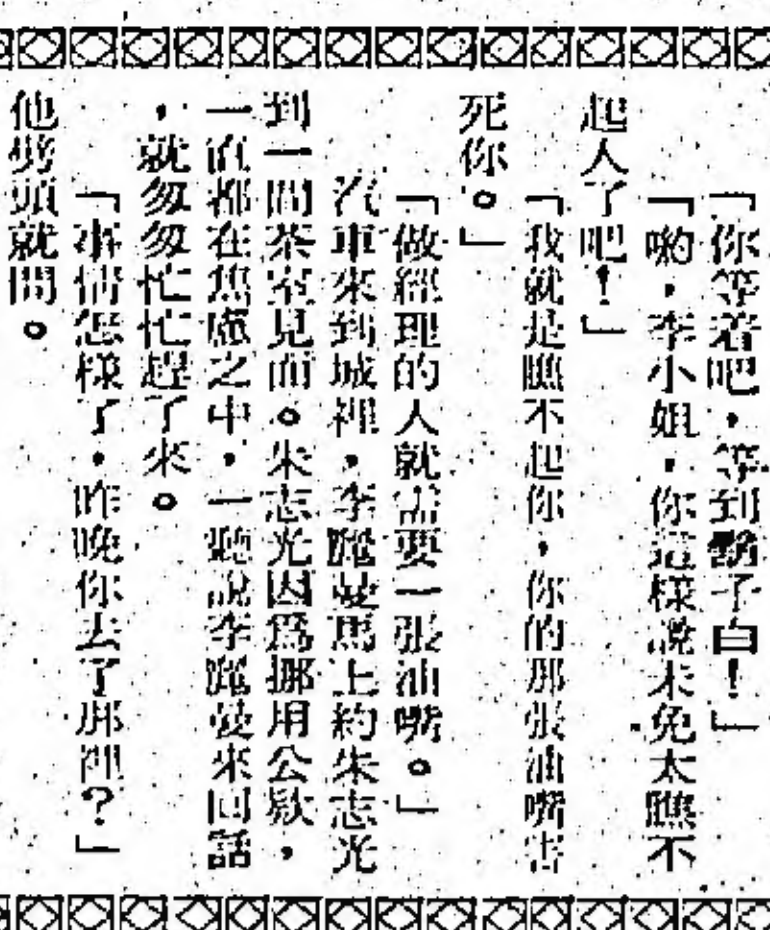 「你等着吧，等到鬍子白！」
「喲，李小姐，你這樣說未免太瞧不
起人了吧！」
「我就是瞧不起你，你的那張油嘴害
死你。」
「做經理的人就需要一張油嘴。」
汽車來到城裡，李麗曼馬上約朱志光
到一間茶室見面。朱志光因爲挪用公欵，
一直都在焦慮之中，一聽說李麗曼來回話
，就匆匆忙忙趕了來。
「事情怎樣了，昨晚你去了那裡？」
他劈頭就問。